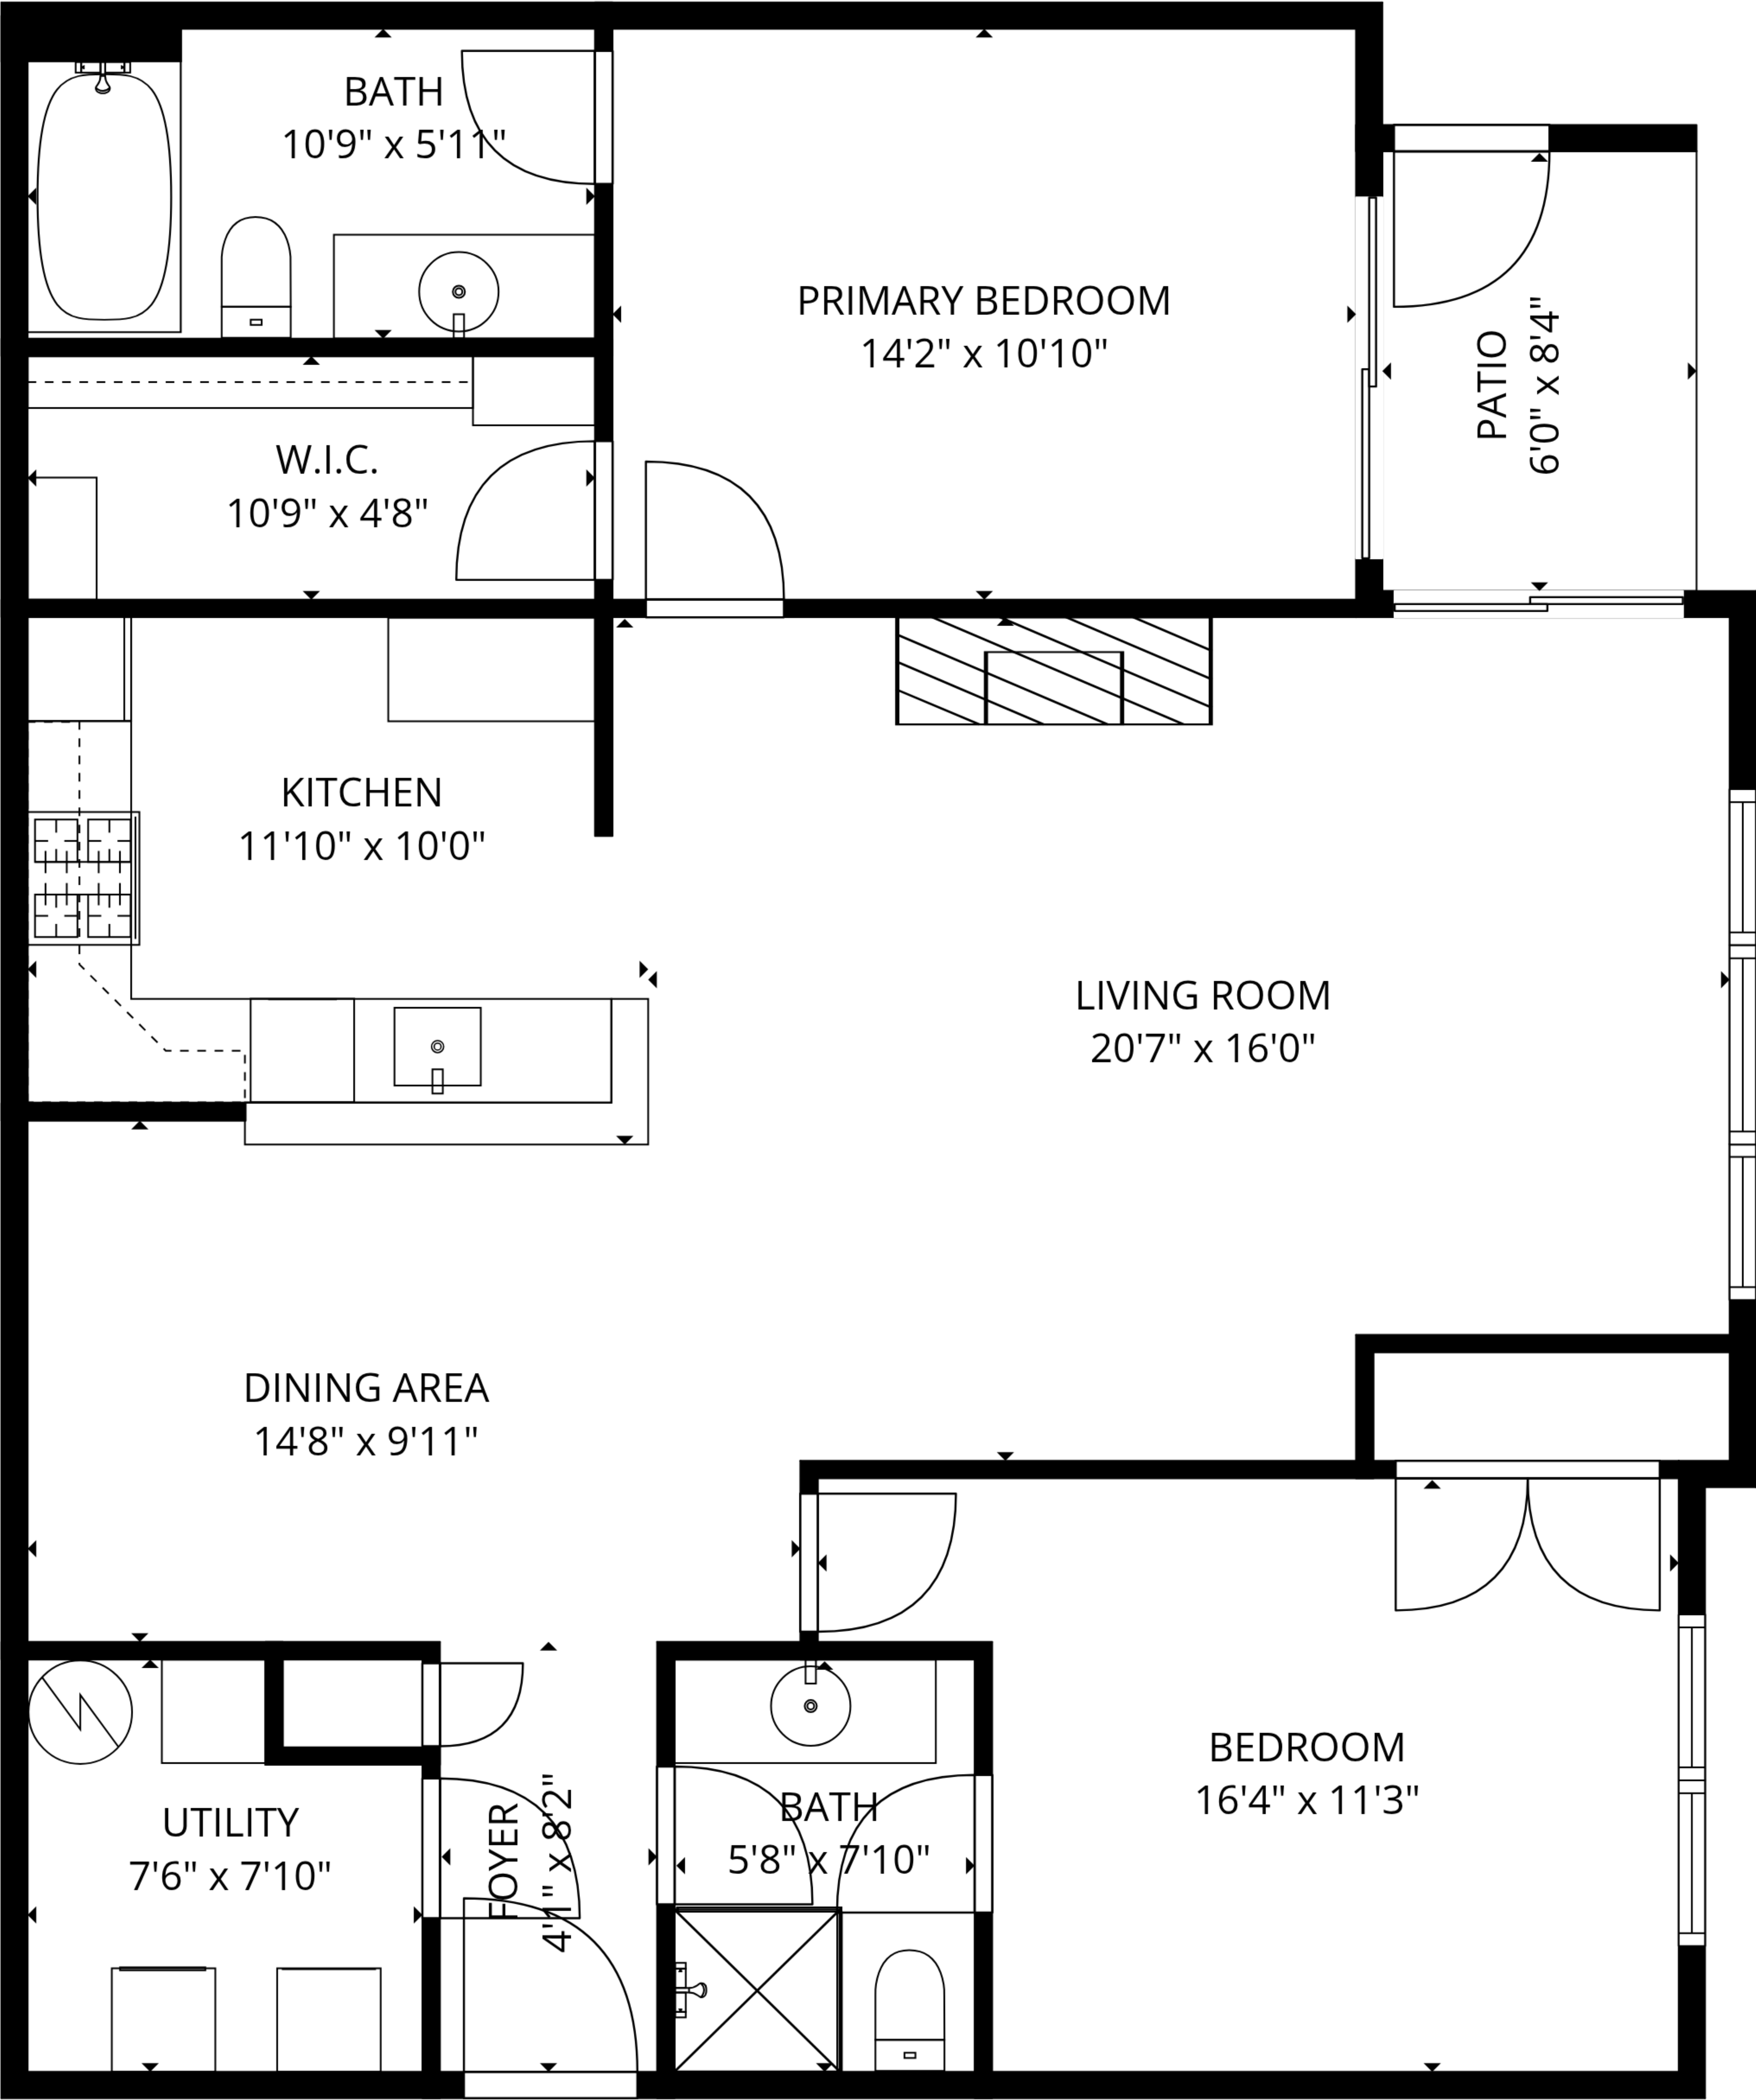 BATH
10'9" x 5'11"
PRIMARY BEDROOM
14'2" x 10'10"
PATIO
6'0" x 8'4"
W.I.C.
10'9" x 4'8"
KITCHEN
11'10" x 10'0"
LIVING ROOM
20'7" x 16'0"
DINING AREA
14'8" x 9'11"
BEDROOM
16'4" x 11'3"
UTILITY
7'6" x 7'10"
FOYER
4'1" x 8'2"
BATH
5'8" x 7'10"